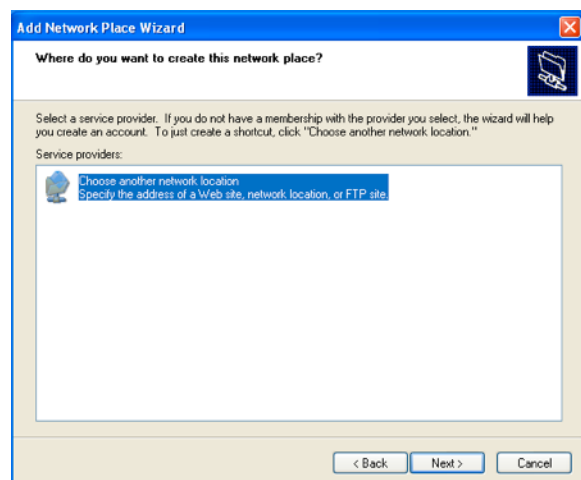 Add Network Place Wizard
Where do you want to create this network place?
Select a service provider. If you do not have a membership with the provider you select, the wizard will help
you create an account. To just create a shortcut, click "Choose another network location."
Service providers:
Choose another network location
Specify the address of a Web site, network location, or FTP site.
< Back
Next >
Cancel